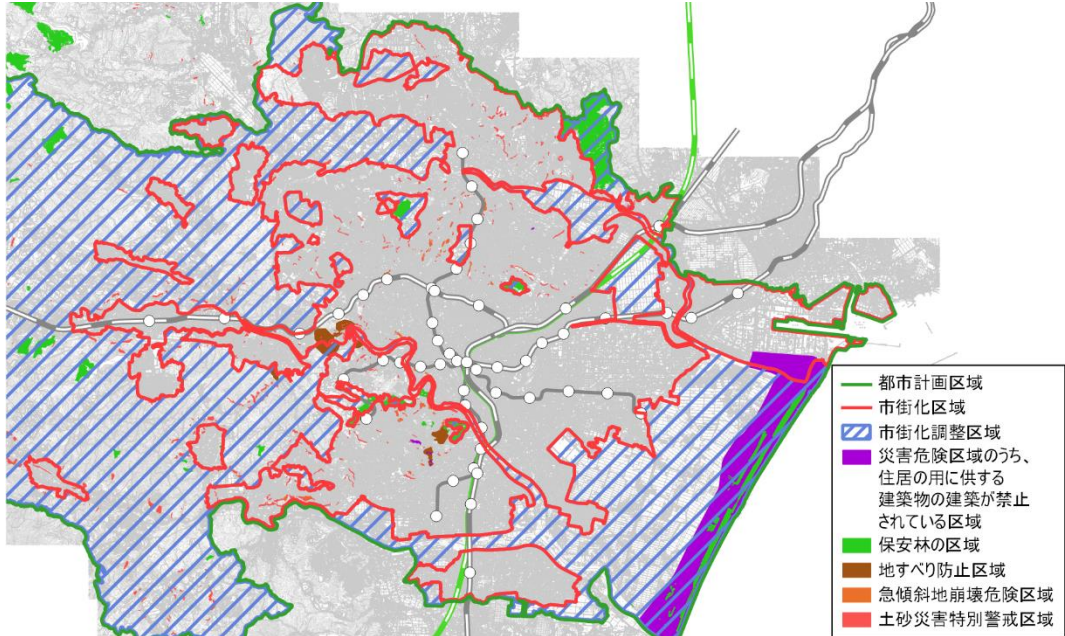 都市計画区域
市街化区域
市街化調整区域
災害危険区域のうち、
住居の用に供する
建築物の建築が禁止
されている区域
保安林の区域
地すべり防止区域
急傾斜地崩壊危険区域
土砂災害特別警戒区域